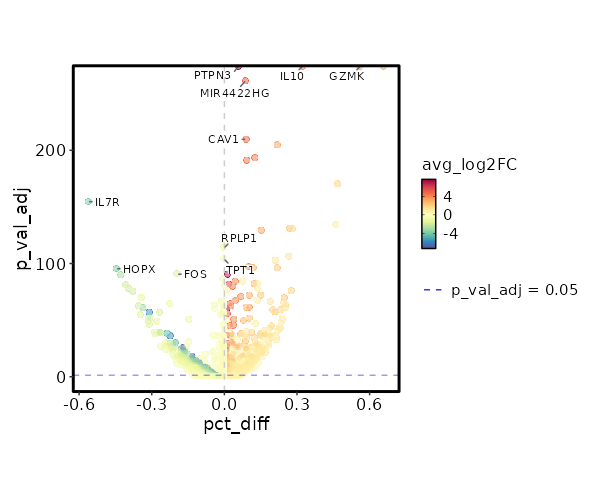 PTPN3
IL10
GZMK
MIR4422HG
CAV1
IL7R
RPLP1
HOPX
FOS
TPT1
200
100
0
p_val_adj
-0.6
-0.3
0.0
0.3
0.6
pct_diff
avg_log2FC
4
0
-4
p_val_adj = 0.05